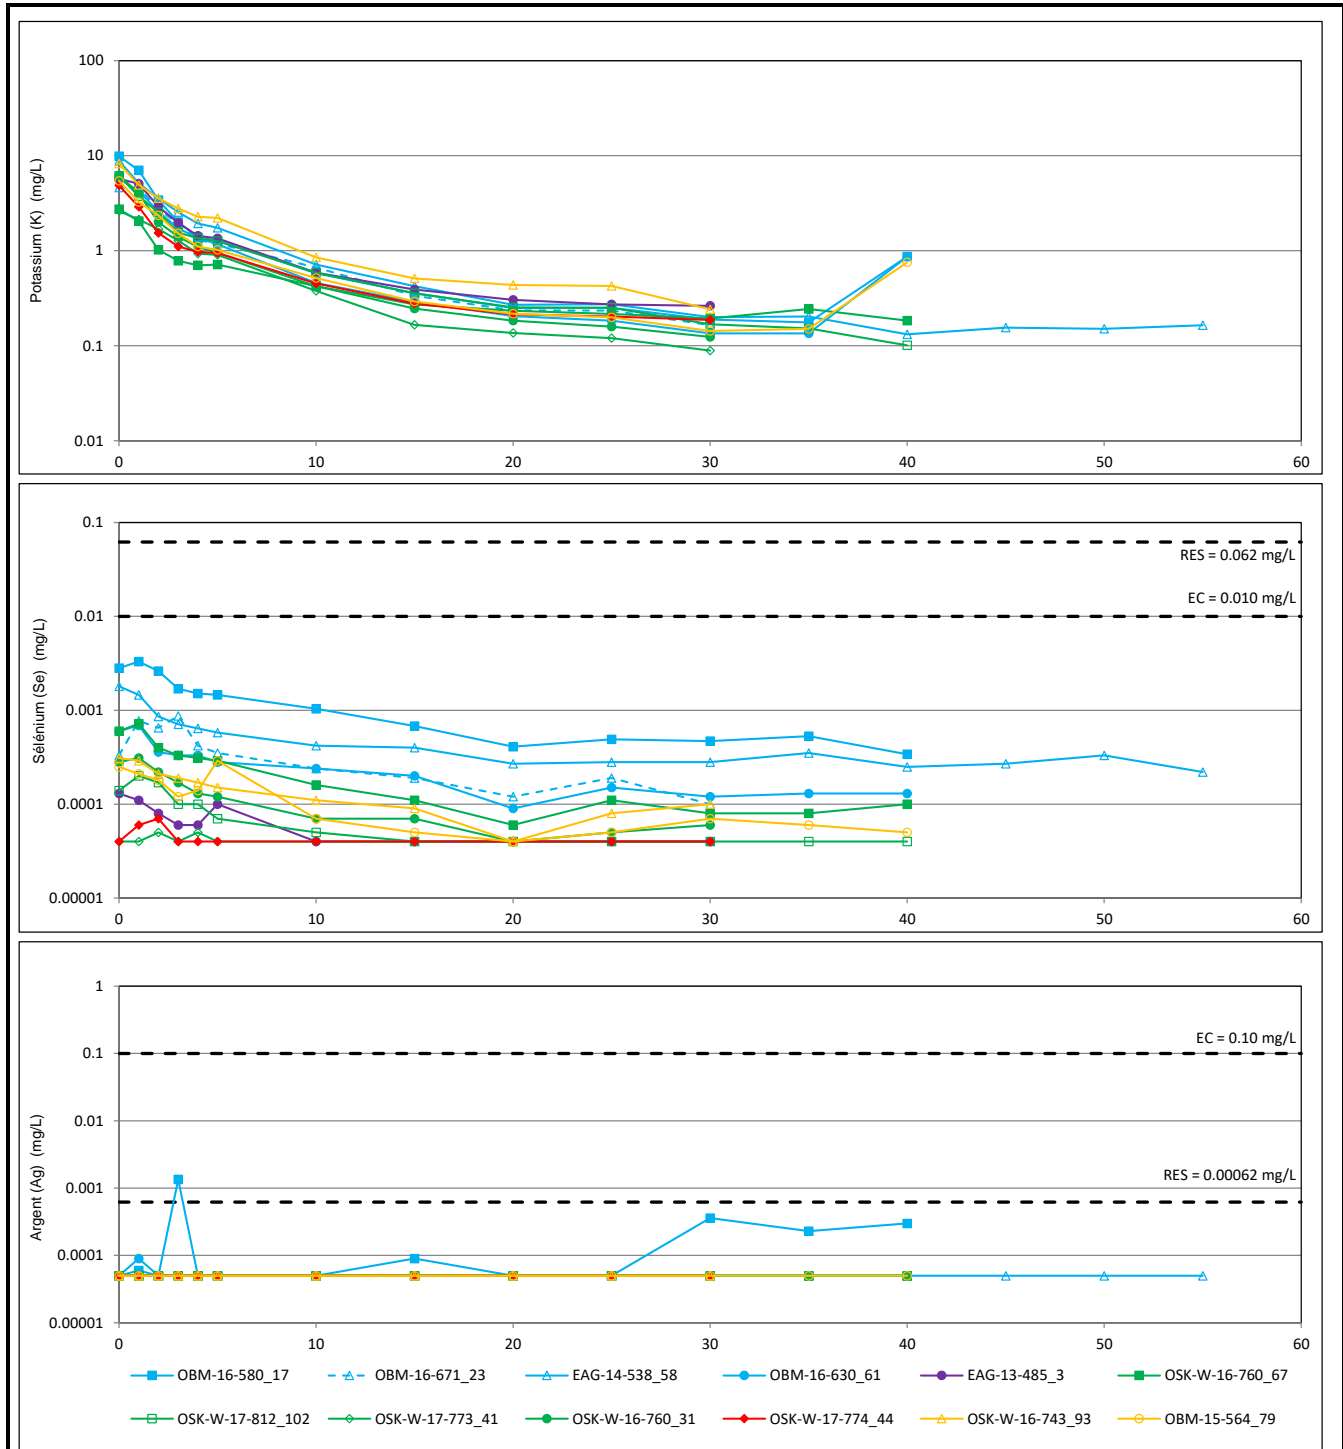 100
10
1
0.1
0.01
Potassium (K) (mg/L)
0 10 20 30 40 50 60
0.1
0.01
0.001
0.0001
0.00001
Sélénium (Se) (mg/L)
RES = 0.062 mg/L
EC = 0.010 mg/L
0 10 20 30 40 50 60
1
0.1
0.01
0.001
0.0001
0.00001
Argent (Ag) (mg/L)
EC = 0.10 mg/L
RES = 0.00062 mg/L
0 10 20 30 40 50 60
OBM-16-580_17 OBM-16-671_23 EAG-14-538_58 OBM-16-630_61 EAG-13-485_3 OSK-W-16-760_67
OSK-W-17-812_102 OSK-W-17-773_41 OSK-W-16-760_31 OSK-W-17-774_44 OSK-W-16-743_93 OBM-15-564_79